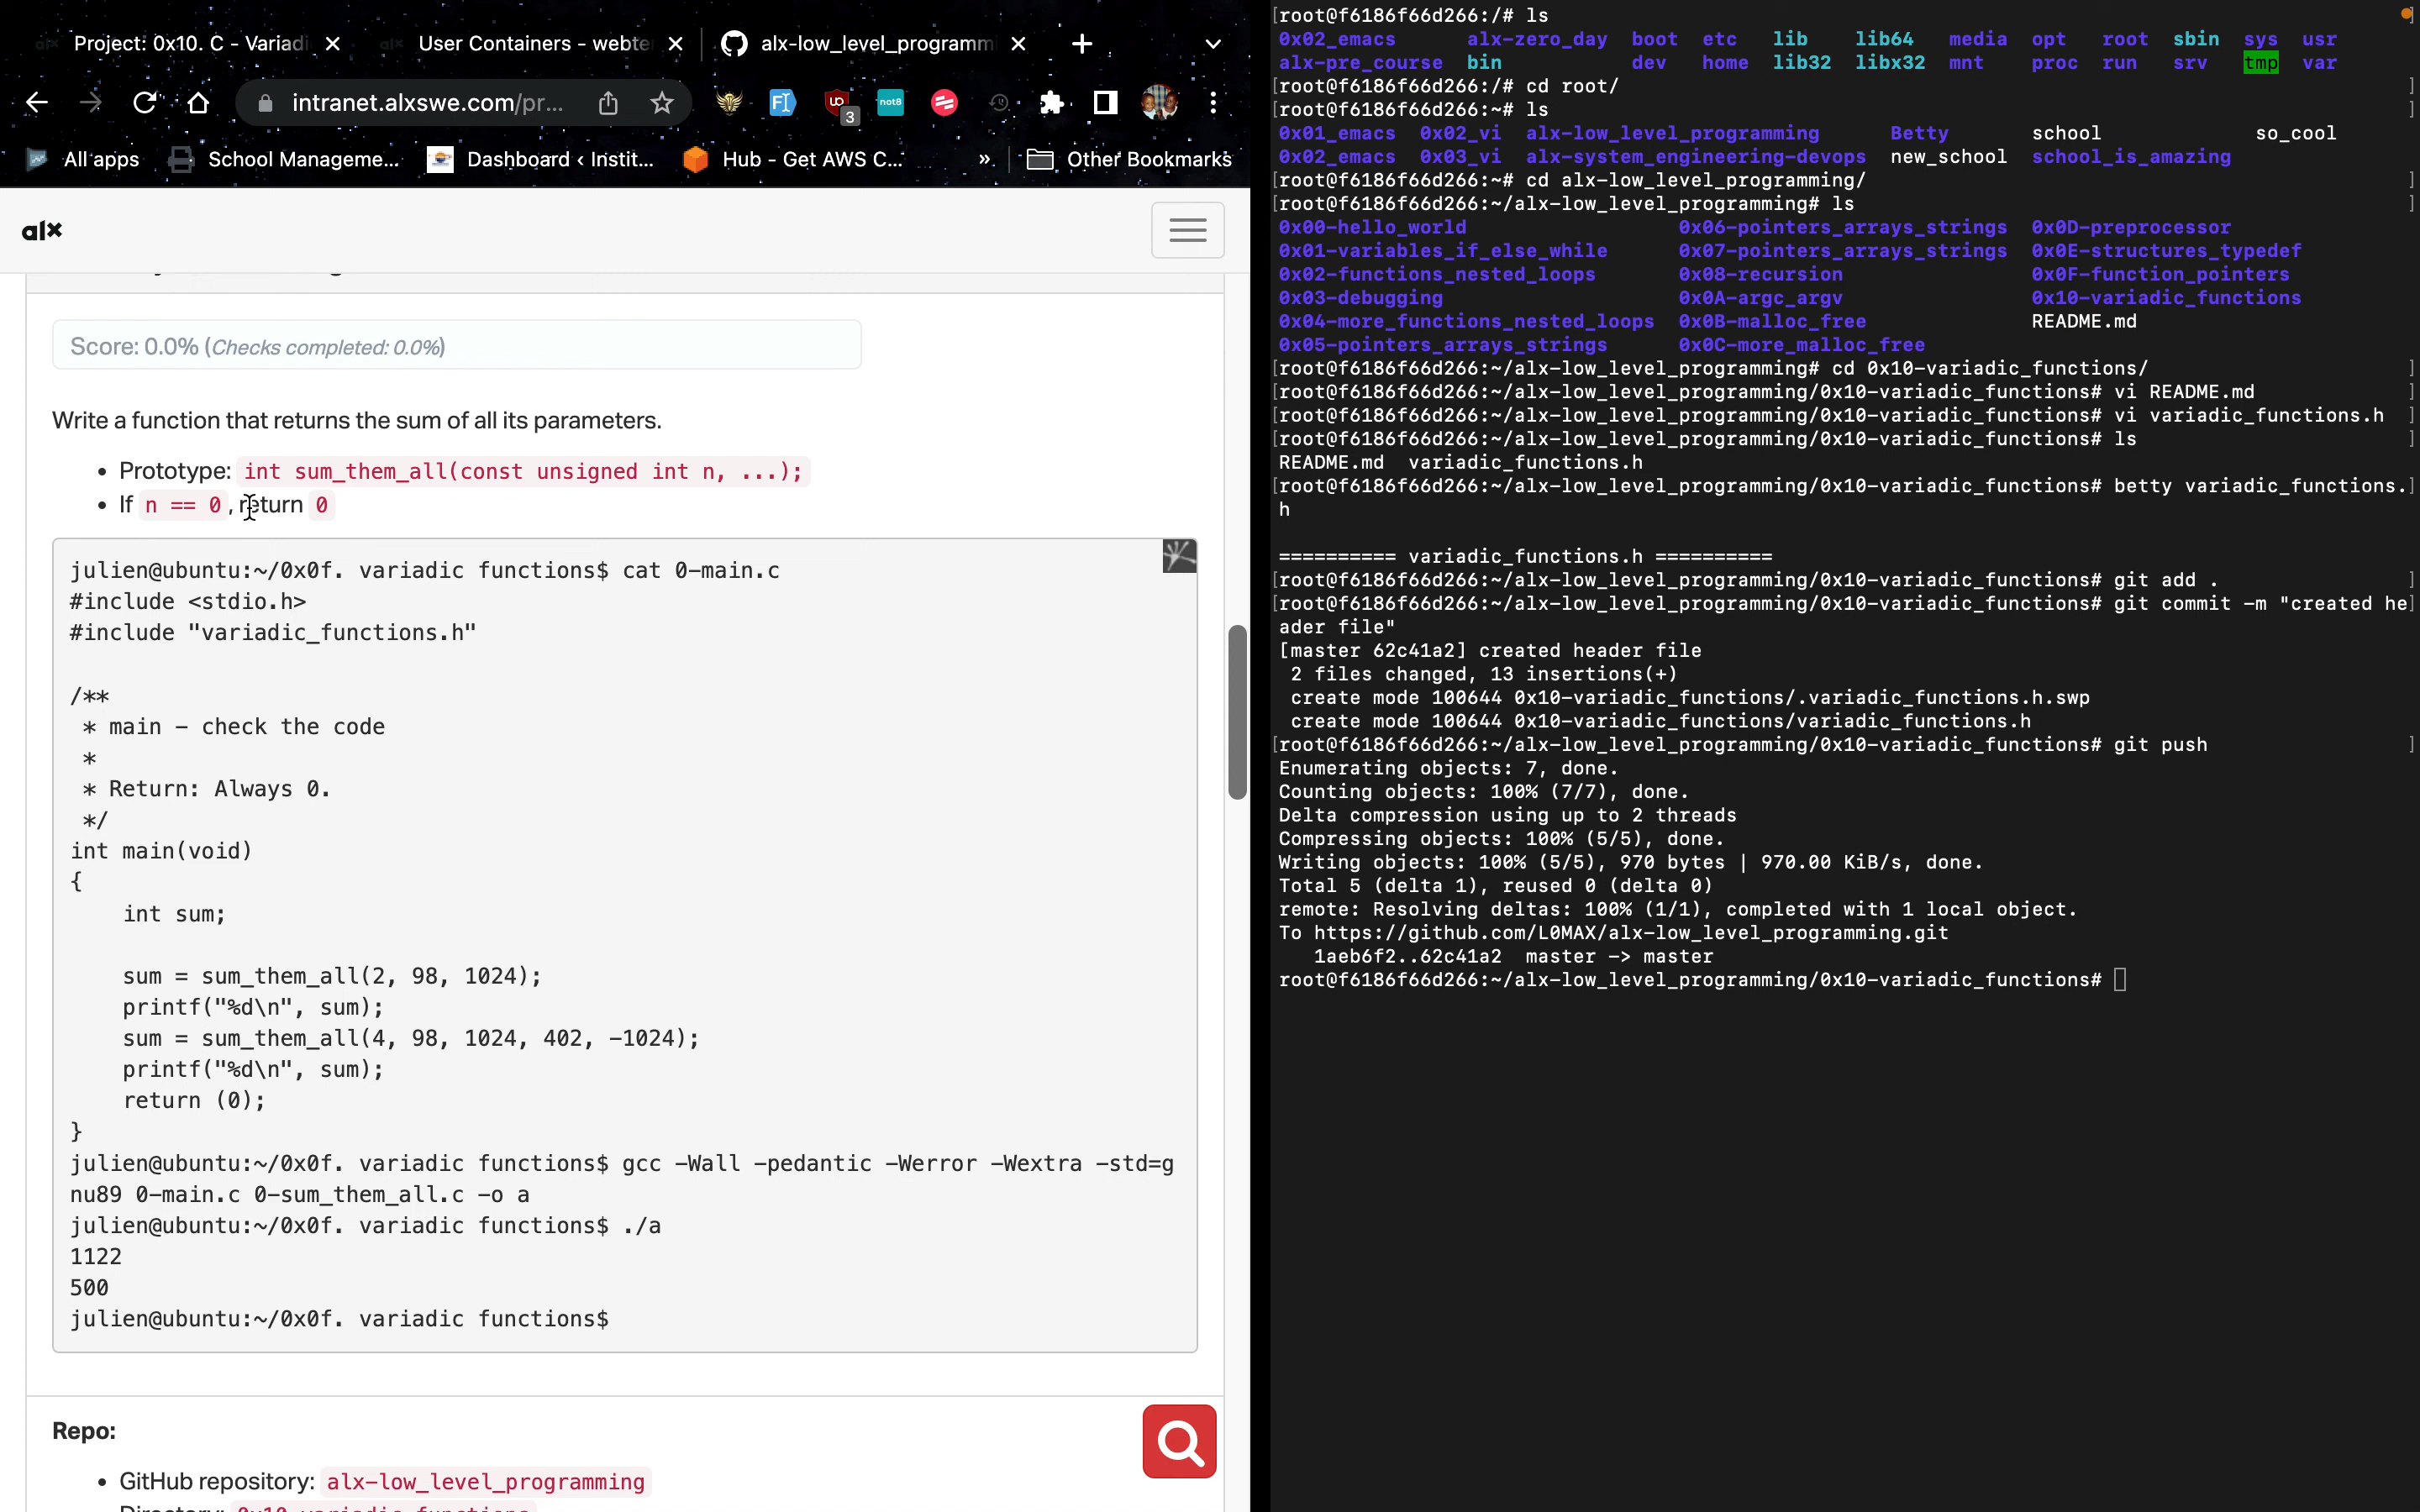 Project: 0x10. C - Variadi
User Containers - webte
alx-low_level_programmi
intranet.alxswe.com/pr...
3
not8
All apps
School Manageme...
Dashboard ‹ Instit...
Hub - Get AWS C...
»
Other Bookmarks
alx
Score: 0.0% (Checks completed: 0.0%)
Write a function that returns the sum of all its parameters.
• Prototype: int sum_them_all(const unsigned int n, ...);
• If n == 0, return 0
julien@ubuntu:~/0x0f. variadic functions$ cat 0-main.c
#include <stdio.h>
#include "variadic_functions.h"
/**
* main - check the code
*
* Return: Always 0.
*/
int main(void)
{
int sum;
sum = sum_them_all(2, 98, 1024);
printf("%d\n", sum);
sum = sum_them_all(4, 98, 1024, 402, -1024);
printf("%d\n", sum);
return (0);
}
julien@ubuntu:~/0x0f. variadic functions$ gcc -Wall -pedantic -Werror -Wextra -std=g
nu89 0-main.c 0-sum_them_all.c -o a
julien@ubuntu:~/0x0f. variadic functions$ ./a
1122
500
julien@ubuntu:~/0x0f. variadic functions$
Repo:
• GitHub repository: alx-low_level_programming
[root@f6186f66d266:/# ls ]
0x02_emacs alx-zero_day boot etc lib lib64 media opt root sbin sys usr
alx-pre_course bin dev home lib32 libx32 mnt proc run srv tmp var
[root@f6186f66d266:/# cd root/ ]
[root@f6186f66d266:~# ls ]
0x01_emacs 0x02_vi alx-low_level_programming Betty school so_cool
0x02_emacs 0x03_vi alx-system_engineering-devops new_school school_is_amazing
[root@f6186f66d266:~# cd alx-low_level_programming/ ]
[root@f6186f66d266:~/alx-low_level_programming# ls ]
0x00-hello_world 0x06-pointers_arrays_strings 0x0D-preprocessor
0x01-variables_if_else_while 0x07-pointers_arrays_strings 0x0E-structures_typedef
0x02-functions_nested_loops 0x08-recursion 0x0F-function_pointers
0x03-debugging 0x0A-argc_argv 0x10-variadic_functions
0x04-more_functions_nested_loops 0x0B-malloc_free README.md
0x05-pointers_arrays_strings 0x0C-more_malloc_free
[root@f6186f66d266:~/alx-low_level_programming# cd 0x10-variadic_functions/ ]
[root@f6186f66d266:~/alx-low_level_programming/0x10-variadic_functions# vi README.md ]
[root@f6186f66d266:~/alx-low_level_programming/0x10-variadic_functions# vi variadic_functions.h ]
[root@f6186f66d266:~/alx-low_level_programming/0x10-variadic_functions# ls ]
README.md variadic_functions.h
[root@f6186f66d266:~/alx-low_level_programming/0x10-variadic_functions# betty variadic_functions.]
h
========== variadic_functions.h ==========
[root@f6186f66d266:~/alx-low_level_programming/0x10-variadic_functions# git add . ]
[root@f6186f66d266:~/alx-low_level_programming/0x10-variadic_functions# git commit -m "created he]
ader file"
[master 62c41a2] created header file
2 files changed, 13 insertions(+)
create mode 100644 0x10-variadic_functions/.variadic_functions.h.swp
create mode 100644 0x10-variadic_functions/variadic_functions.h
[root@f6186f66d266:~/alx-low_level_programming/0x10-variadic_functions# git push ]
Enumerating objects: 7, done.
Counting objects: 100% (7/7), done.
Delta compression using up to 2 threads
Compressing objects: 100% (5/5), done.
Writing objects: 100% (5/5), 970 bytes | 970.00 KiB/s, done.
Total 5 (delta 1), reused 0 (delta 0)
remote: Resolving deltas: 100% (1/1), completed with 1 local object.
To https://github.com/L0MAX/alx-low_level_programming.git
1aeb6f2..62c41a2 master -> master
root@f6186f66d266:~/alx-low_level_programming/0x10-variadic_functions#